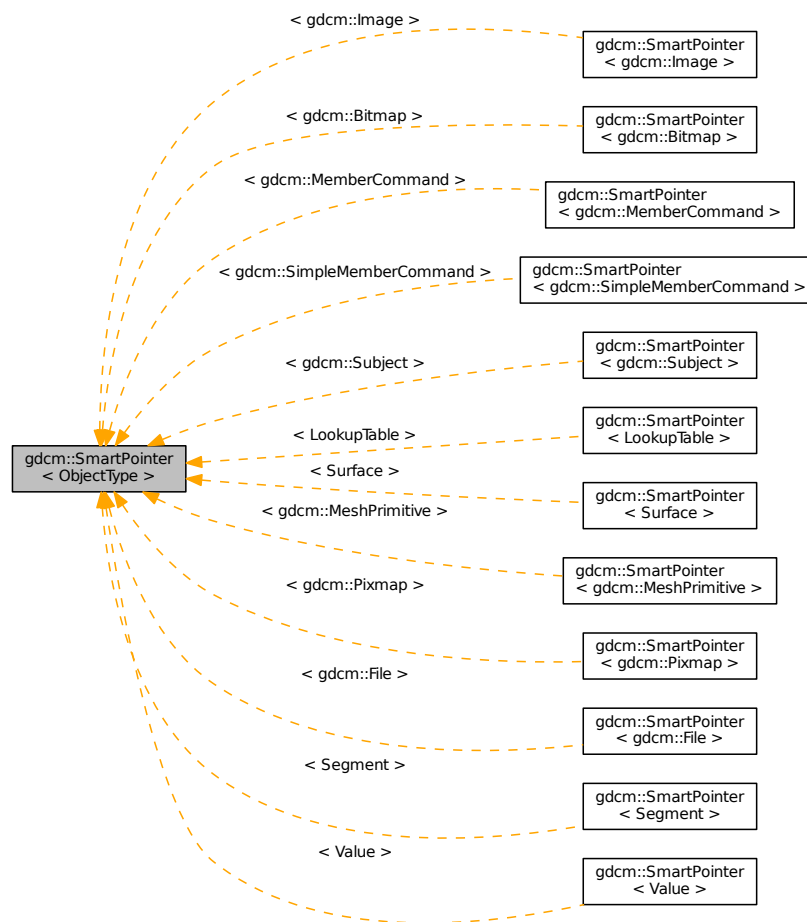 < gdcm::Image >
gdcm::SmartPointer
< gdcm::Image >
< gdcm::Bitmap >
gdcm::SmartPointer
< gdcm::Bitmap >
< gdcm::MemberCommand >
gdcm::SmartPointer
< gdcm::MemberCommand >
< gdcm::SimpleMemberCommand >
gdcm::SmartPointer
< gdcm::SimpleMemberCommand >
< gdcm::Subject >
gdcm::SmartPointer
< gdcm::Subject >
< LookupTable >
gdcm::SmartPointer
< LookupTable >
gdcm::SmartPointer
< ObjectType >
< Surface >
gdcm::SmartPointer
< Surface >
< gdcm::MeshPrimitive >
gdcm::SmartPointer
< gdcm::MeshPrimitive >
< gdcm::Pixmap >
gdcm::SmartPointer
< gdcm::Pixmap >
< gdcm::File >
gdcm::SmartPointer
< gdcm::File >
< Segment >
gdcm::SmartPointer
< Segment >
< Value >
gdcm::SmartPointer
< Value >